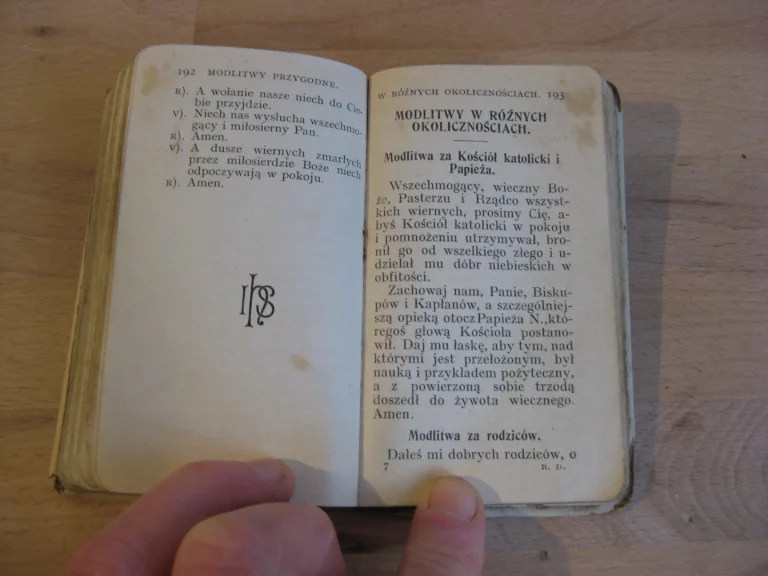 192 MODLITWY PRZYGODNE.
R). A wołanie nasze niech do Cie-
bie przyjdzie.
V). Niech nas wysłucha wszechmo-
gący i miłosierny Pan.
R). Amen.
V). A dusze wiernych zmarłych
przez miłosierdzie Boże niech
odpoczywają w pokoju.
R). Amen.
IHS
W RÓŻNYCH OKOLICZNOŚCIACH. 193
MODLITWY W RÓŻNYCH
OKOLICZNOŚCIACH.
Modlitwa za Kościół katolicki i
Papieża.
Wszechmogący, wieczny Bo-
że, Pasterzu i Rządco wszyst-
kich wiernych, prosimy Cię, a-
byś Kościół katolicki w pokoju
i pomnożeniu utrzymywał, bro-
nił go od wszelkiego złego i u-
dzielał mu dóbr niebieskich w
obfitości.
Zachowaj nam, Panie, Bisku-
pów i Kapłanów, a szczególniej-
szą opieką otocz Papieża N., któ-
regoś głową Kościoła postano-
wił. Daj mu łaskę, aby tym, nad
którymi jest przełożonym, był
nauką i przykładem pożyteczny,
a z powierzoną sobie trzodą
doszedł do żywota wiecznego.
Amen.
Modlitwa za rodziców.
Dałeś mi dobrych rodziców, o
7 R. D.